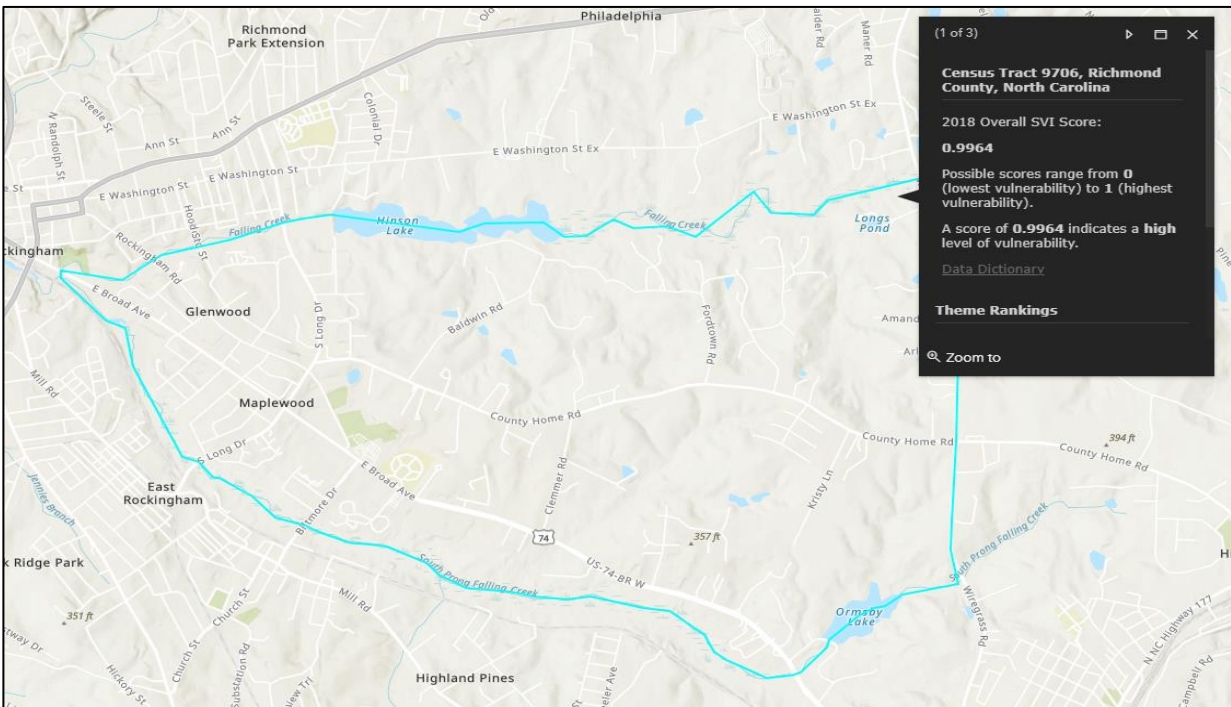 Philadelphia
Richmond
Park Extension
(1 of 3)
Census Tract 9706, Richmond
County, North Carolina
2018 Overall SVI Score:
0.9964
Possible scores range from 0
(lowest vulnerability) to 1 (highest
vulnerability).
A score of 0.9964 indicates a high
level of vulnerability.
Data Dictionary
Theme Rankings
Zoom to
Maner Rd
Steele St
N Randolph St
Ann St
Ann St
Colonial Dr
E Washington St Ex
E Washington St Ex
E Washington St
E Washington St
Hood St
Falling Creek
Hinson
Lake
Falling Creek
Longs
Pond
Rockingham Rd
E Broad Ave
Glenwood
S Long Dr
Baldwin Rd
Fordtown
Rd
Mill Rd
Maplewood
County Home Rd
County Home Rd
394 ft
County Home Rd
S Long Dr
E Broad Ave
Clemmer Rd
Kristy Ln
East
Rockingham
Jennies Branch
Biltmore Dr
74
357 ft
US-74-BR W
South Prong Falling Creek
South Prong Falling Creek
k Ridge Park
351 ft
Mill Rd
Church St
Church St
Ormsby
Lake
Wiregrass Rd
N NC Highway 177
Campbell Rd
Hickory St
Highland Pines